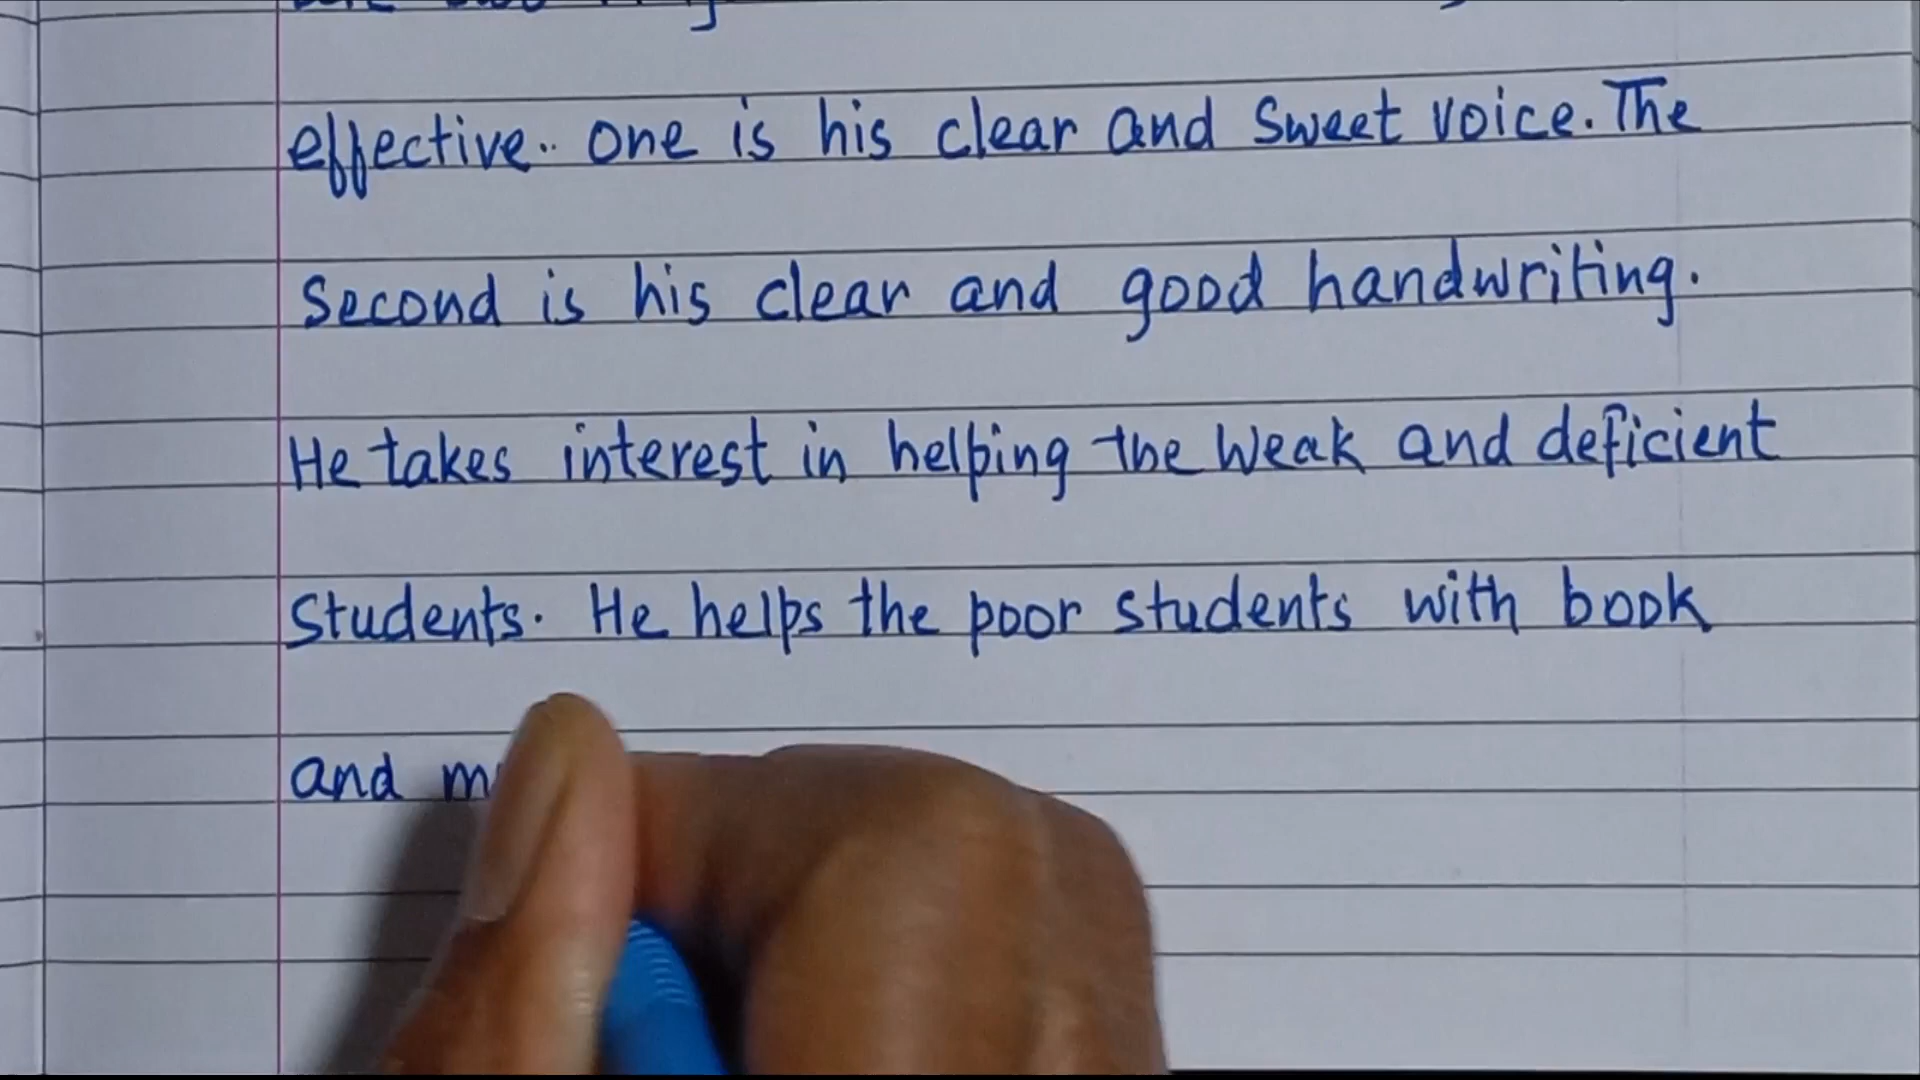 effective.. one is his clear and sweet voice. The
second is his clear and good handwriting.
He takes interest in helping the weak and deficient
students. He helps the poor students with book
and